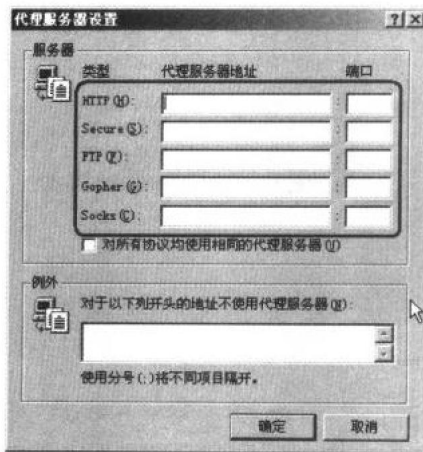 代理服务器设置
服务器
类型 代理服务器地址 端口
HTTP(H): :
Secure(S): :
FTP(F): :
Gopher(G): :
Socks(C): :
对所有协议均使用相同的代理服务器(U)
例外
对于以下列开头的地址不使用代理服务器(N):
使用分号(;)将不同项目隔开。
确定 取消